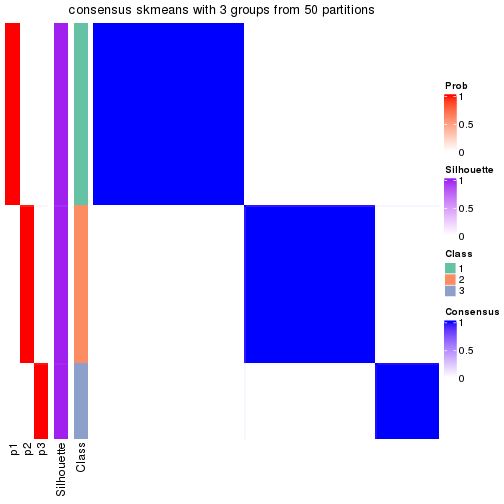 consensus skmeans with 3 groups from 50 partitions
Prob
1
0.5
0
Silhouette
1
0.5
0
Class
1
2
3
Consensus
1
0.5
0
p1
p2
p3
Silhouette
Class